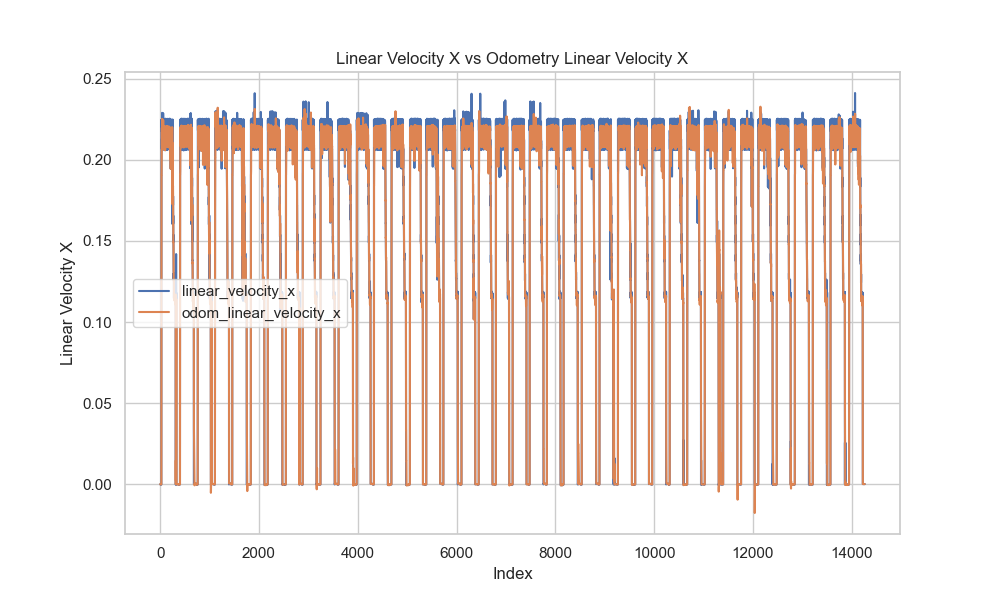 Linear Velocity X vs Odometry Linear Velocity X
0.25
0.20
0.15
0.10
0.05
0.00
Linear Velocity X
linear_velocity_x
odom_linear_velocity_x
0 2000 4000 6000 8000 10000 12000 14000
Index